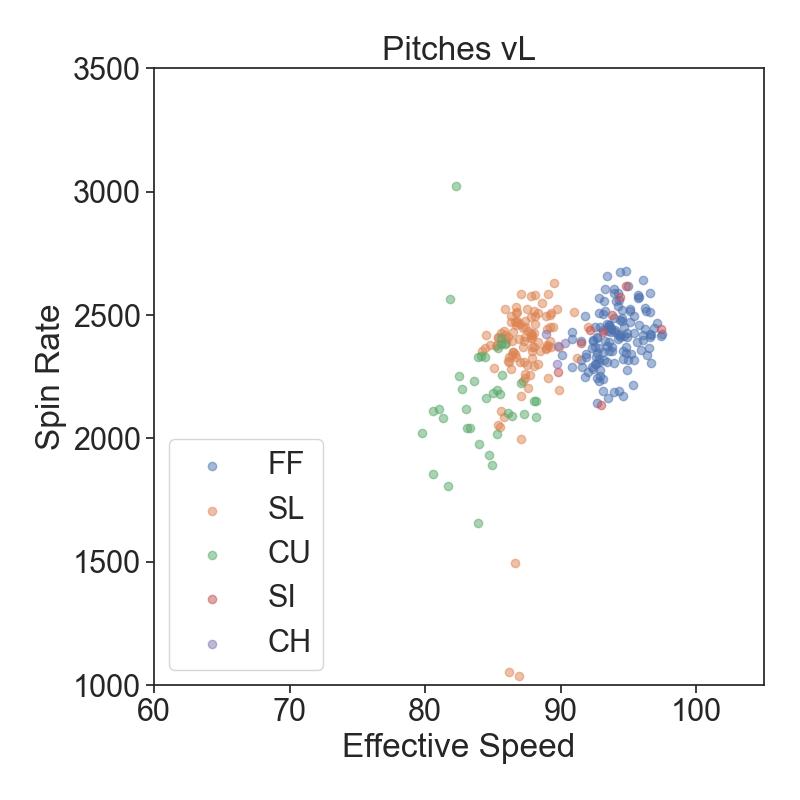 Pitches vL
3500
3000
2500
2000
1500
1000
Spin Rate
FF
SL
CU
SI
CH
60 70 80 90 100
Effective Speed